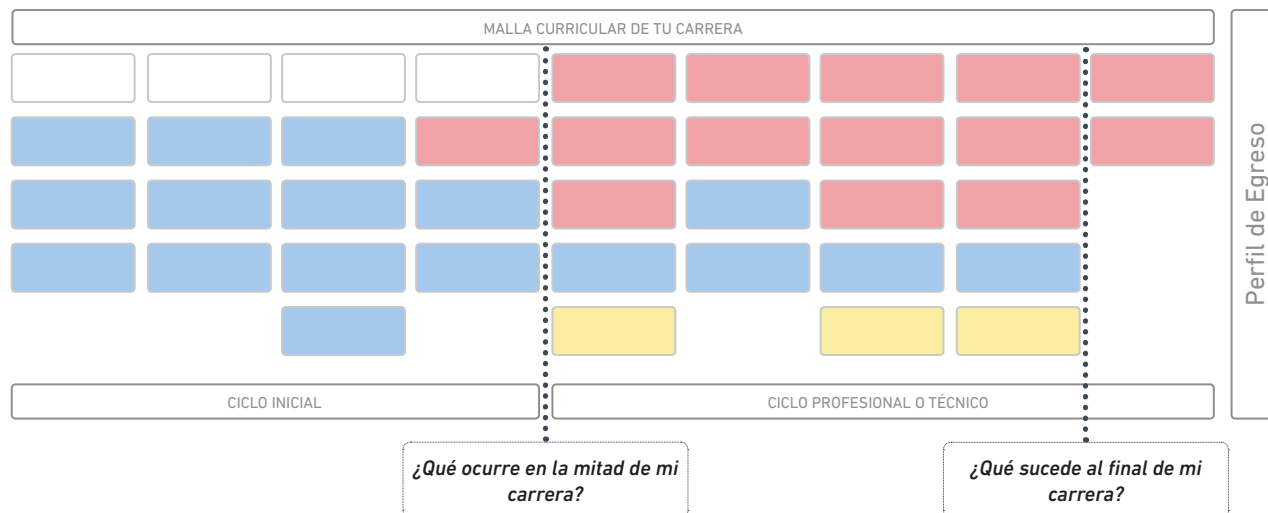 MALLA CURRICULAR DE TU CARRERA
Perfil de Egreso
CICLO INICIAL
CICLO PROFESIONAL O TÉCNICO
¿Qué ocurre en la mitad de mi
carrera?
¿Qué sucede al final de mi
carrera?